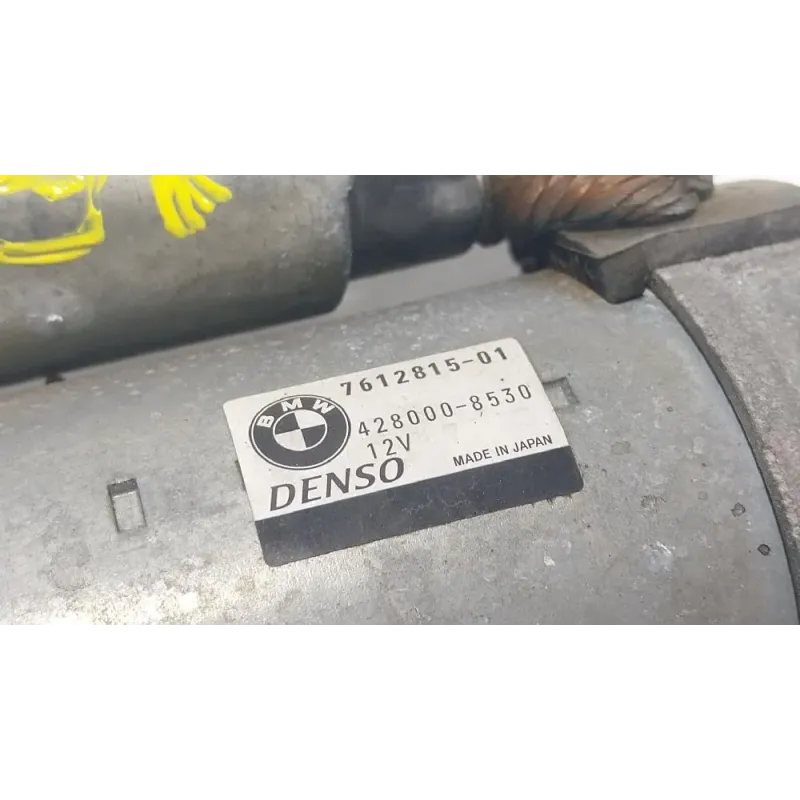 7612815-01
BMW
428000-8530
12V
DENSO
MADE IN JAPAN